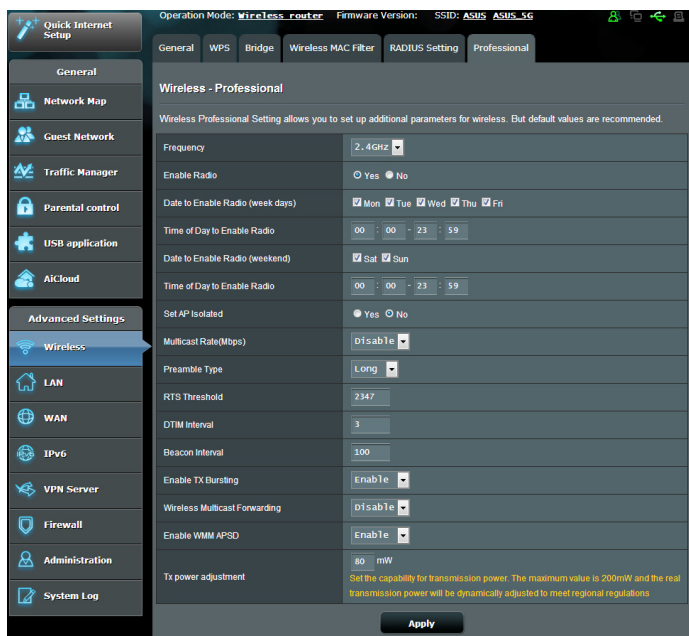 Quick Internet
Setup
General
Network Map
Guest Network
Traffic Manager
Parental control
USB application
AiCloud
Advanced Settings
Wireless
LAN
WAN
IPv6
VPN Server
Firewall
Administration
System Log
Operation Mode: Wireless router Firmware Version: SSID: ASUS ASUS_5G
General WPS Bridge Wireless MAC Filter RADIUS Setting Professional
Wireless - Professional
Wireless Professional Setting allows you to set up additional parameters for wireless. But default values are recommended.
Frequency 2.4GHz
Enable Radio Yes No
Date to Enable Radio (week days) Mon Tue Wed Thu Fri
Time of Day to Enable Radio 00 : 00 - 23 : 59
Date to Enable Radio (weekend) Sat Sun
Time of Day to Enable Radio 00 : 00 - 23 : 59
Set AP Isolated Yes No
Multicast Rate(Mbps) Disable
Preamble Type Long
RTS Threshold 2347
DTIM Interval 3
Beacon Interval 100
Enable TX Bursting Enable
Wireless Multicast Forwarding Disable
Enable WMM APSD Enable
Tx power adjustment 80 mW
Set the capability for transmission power. The maximum value is 200mW and the real
transmission power will be dynamically adjusted to meet regional regulations
Apply